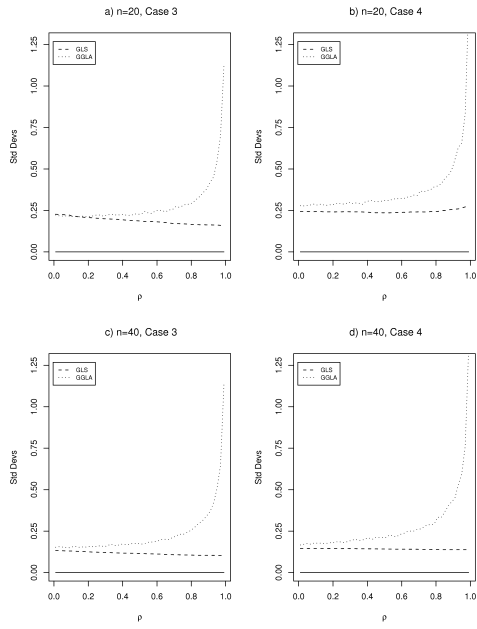 a) n=20, Case 3
GLS
GGLA
Std Devs
0.00 0.25 0.50 0.75 1.00 1.25
0.0 0.2 0.4 0.6 0.8 1.0
ρ
b) n=20, Case 4
GLS
GGLA
Std Devs
0.00 0.25 0.50 0.75 1.00 1.25
0.0 0.2 0.4 0.6 0.8 1.0
ρ
c) n=40, Case 3
GLS
GGLA
Std Devs
0.00 0.25 0.50 0.75 1.00 1.25
0.0 0.2 0.4 0.6 0.8 1.0
ρ
d) n=40, Case 4
GLS
GGLA
Std Devs
0.00 0.25 0.50 0.75 1.00 1.25
0.0 0.2 0.4 0.6 0.8 1.0
ρ